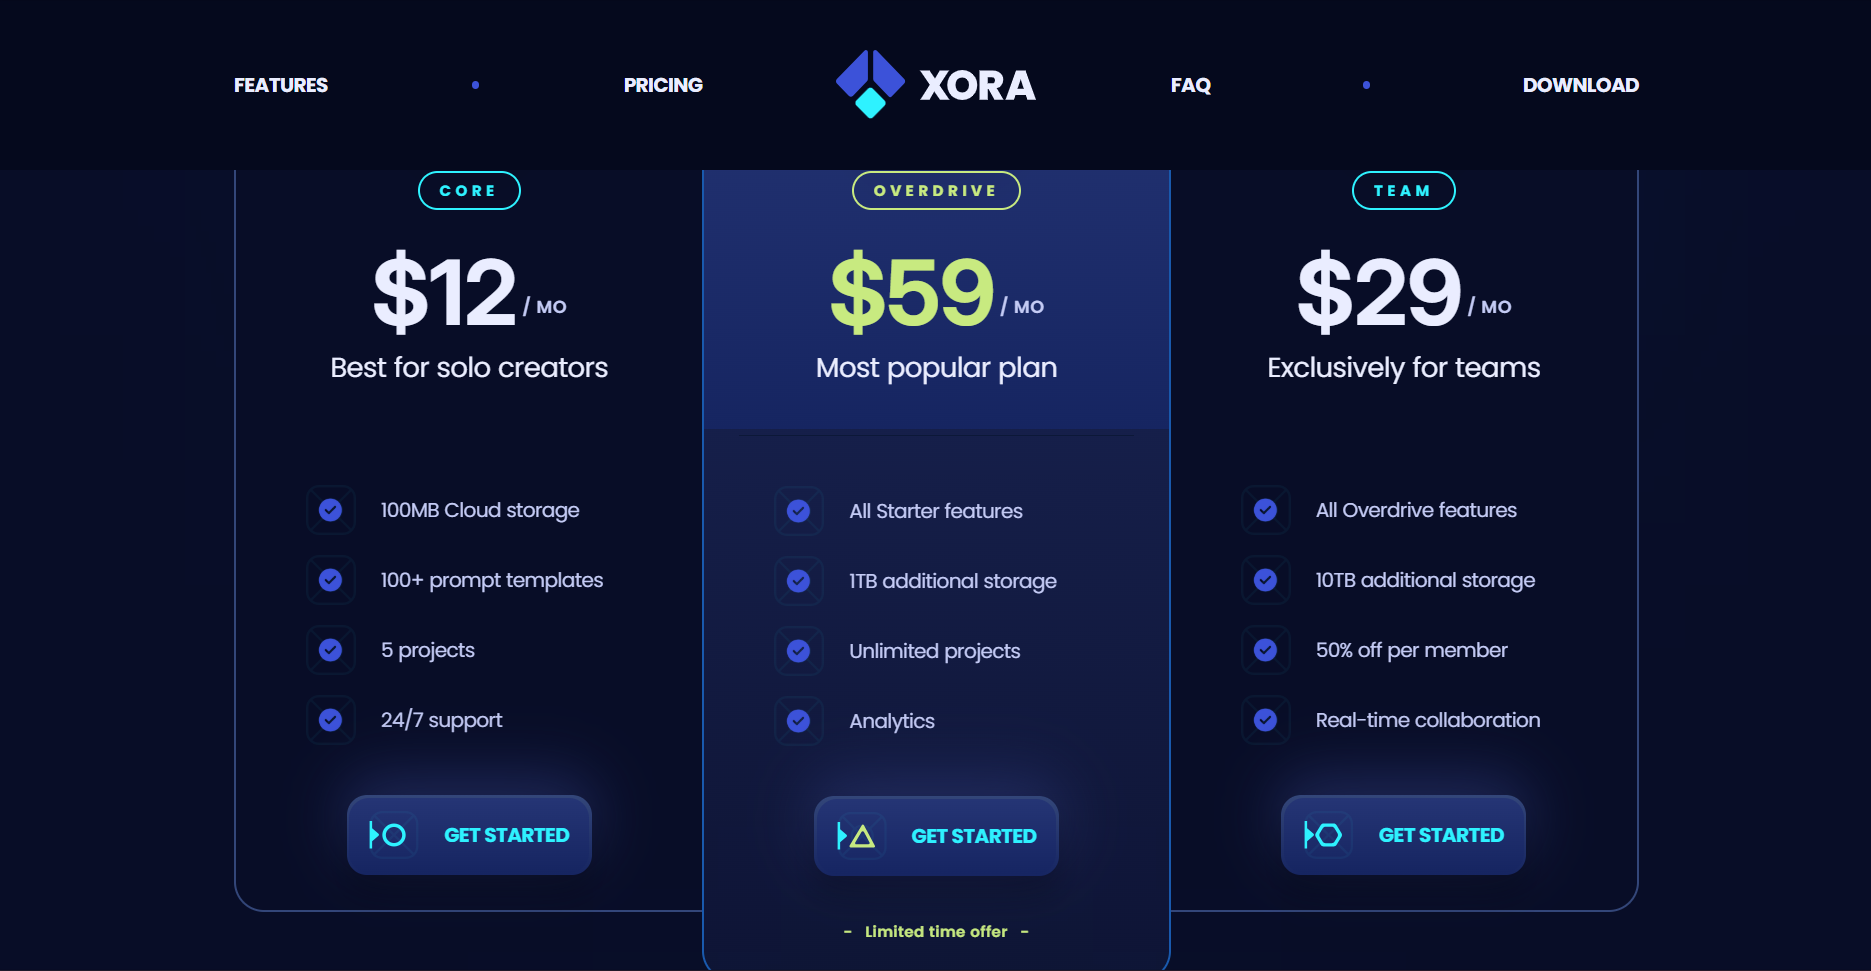 FEATURES
PRICING
XORA
FAQ
DOWNLOAD
CORE
$12 / MO
Best for solo creators
100MB Cloud storage
100+ prompt templates
5 projects
24/7 support
GET STARTED
OVERDRIVE
$59 / MO
Most popular plan
All Starter features
1TB additional storage
Unlimited projects
Analytics
GET STARTED
- Limited time offer -
TEAM
$29 / MO
Exclusively for teams
All Overdrive features
10TB additional storage
50% off per member
Real-time collaboration
GET STARTED